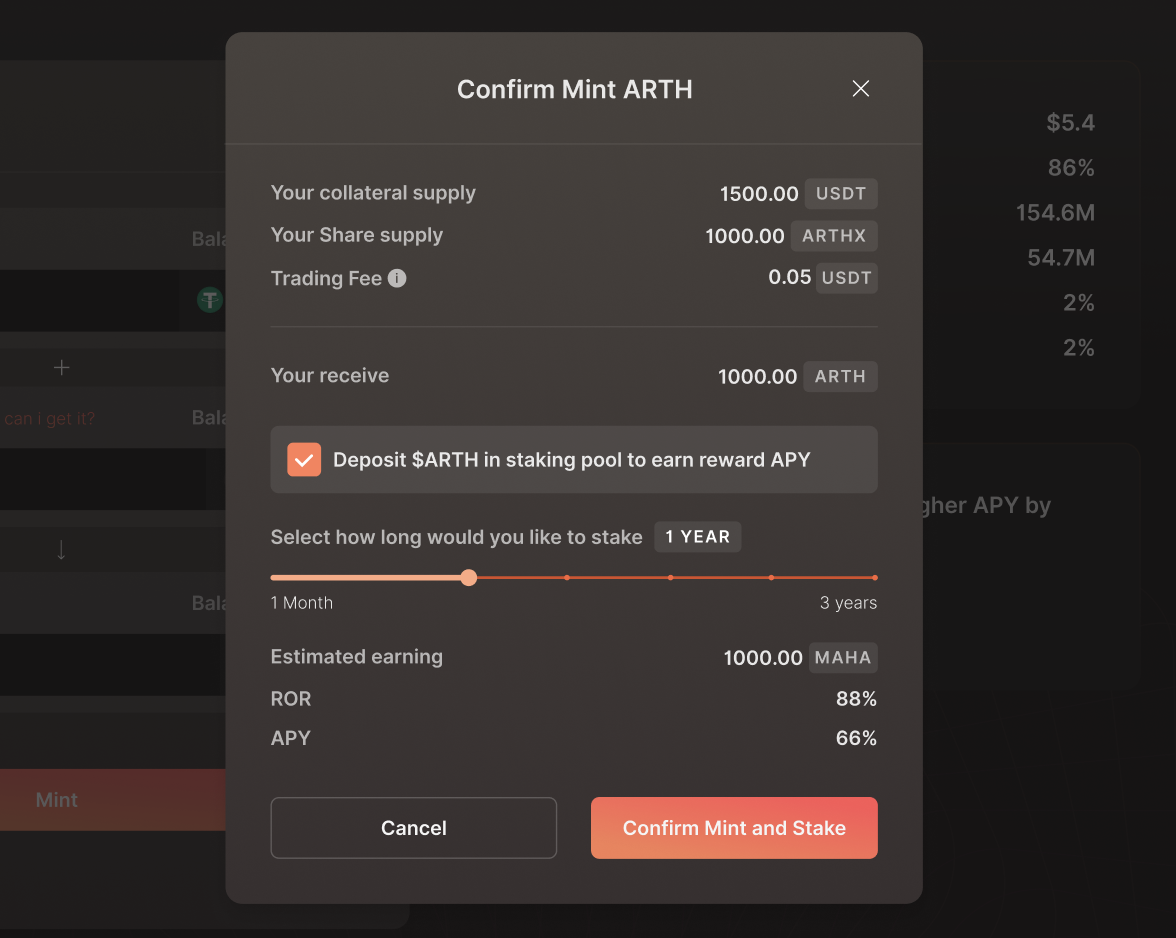 Confirm Mint ARTH
Your collateral supply 1500.00 USDT
Your Share supply 1000.00 ARTHX
Trading Fee i 0.05 USDT
Your receive 1000.00 ARTH
Deposit $ARTH in staking pool to earn reward APY
Select how long would you like to stake 1 YEAR
1 Month 3 years
Estimated earning 1000.00 MAHA
ROR 88%
APY 66%
Cancel Confirm Mint and Stake
can i get it?
Mint
$5.4
86%
154.6M
54.7M
2%
2%
APY by